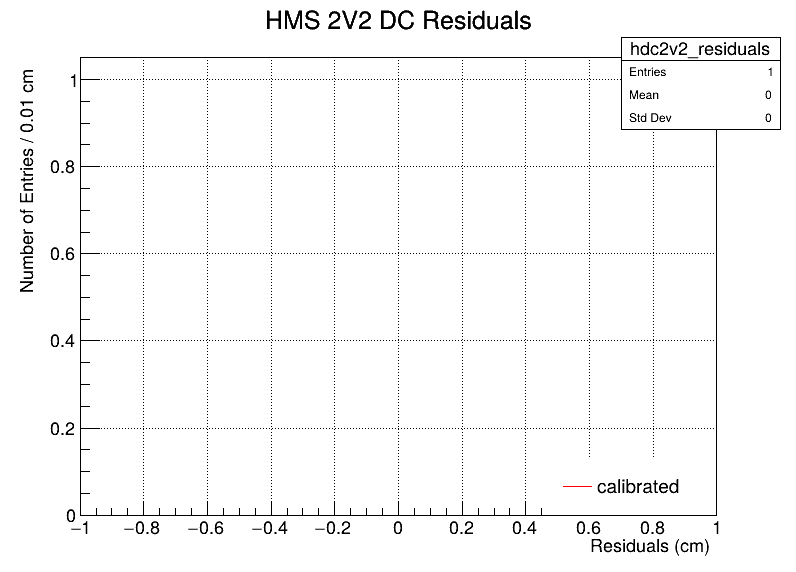 HMS 2V2 DC Residuals
hdc2v2_residuals
Entries 1
Mean 0
Std Dev 0
Number of Entries / 0.01 cm
1
0.8
0.6
0.4
0.2
0
calibrated
−1 −0.8 −0.6 −0.4 −0.2 0 0.2 0.4 0.6 0.8 1
Residuals (cm)